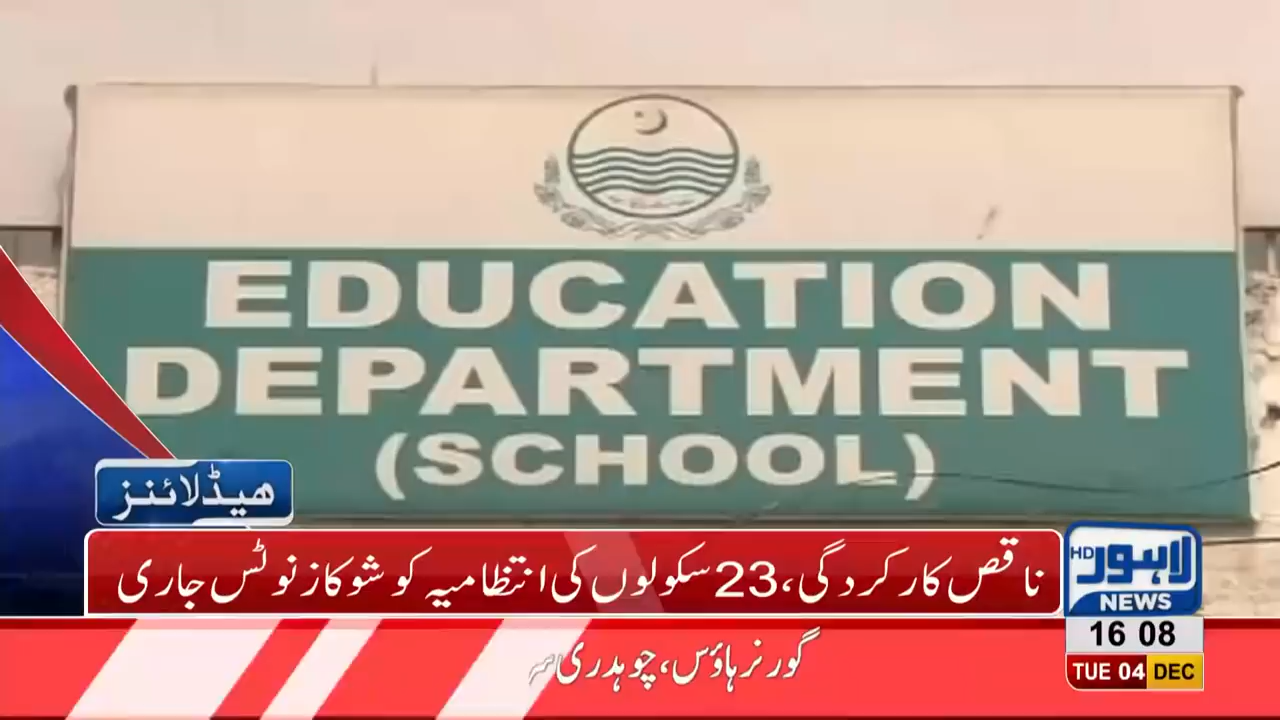 EDUCATION
DEPARTMENT
(SCHOOL)
ھیڈلائنز
ناقص کارکردگی، 23 سکولوں کی انتظامیہ کو شوکاز نوٹس جاری
HD لاہور
NEWS
16 08
TUE 04 DEC
گورنر ہاؤس، چوہدری